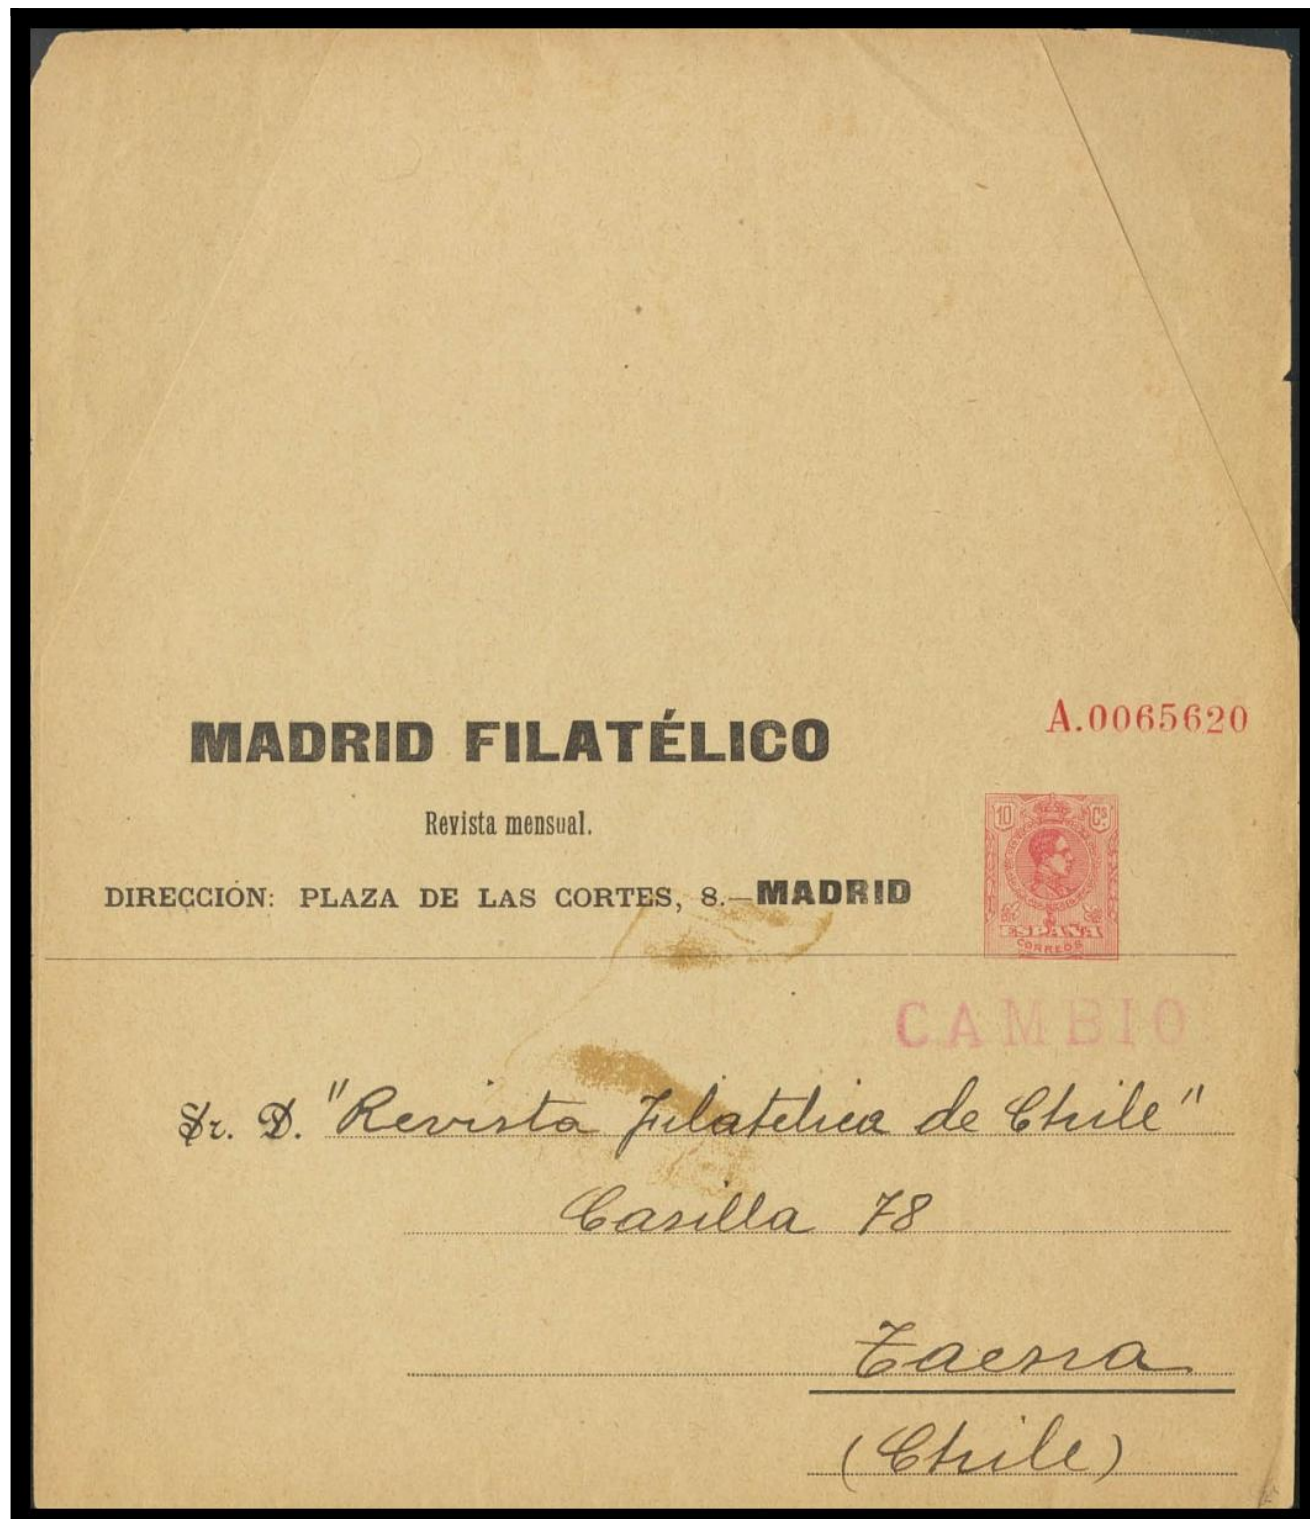 A.0065620
MADRID FILATÉLICO
Revista mensual.
DIRECCIÓN: PLAZA DE LAS CORTES, 8.—MADRID
10 Cs
ESPAÑA
CORREOS
CAMBIO
Sr. D. "Revista Filatelica de Chile"
Casilla 78
Tacna
(Chile)